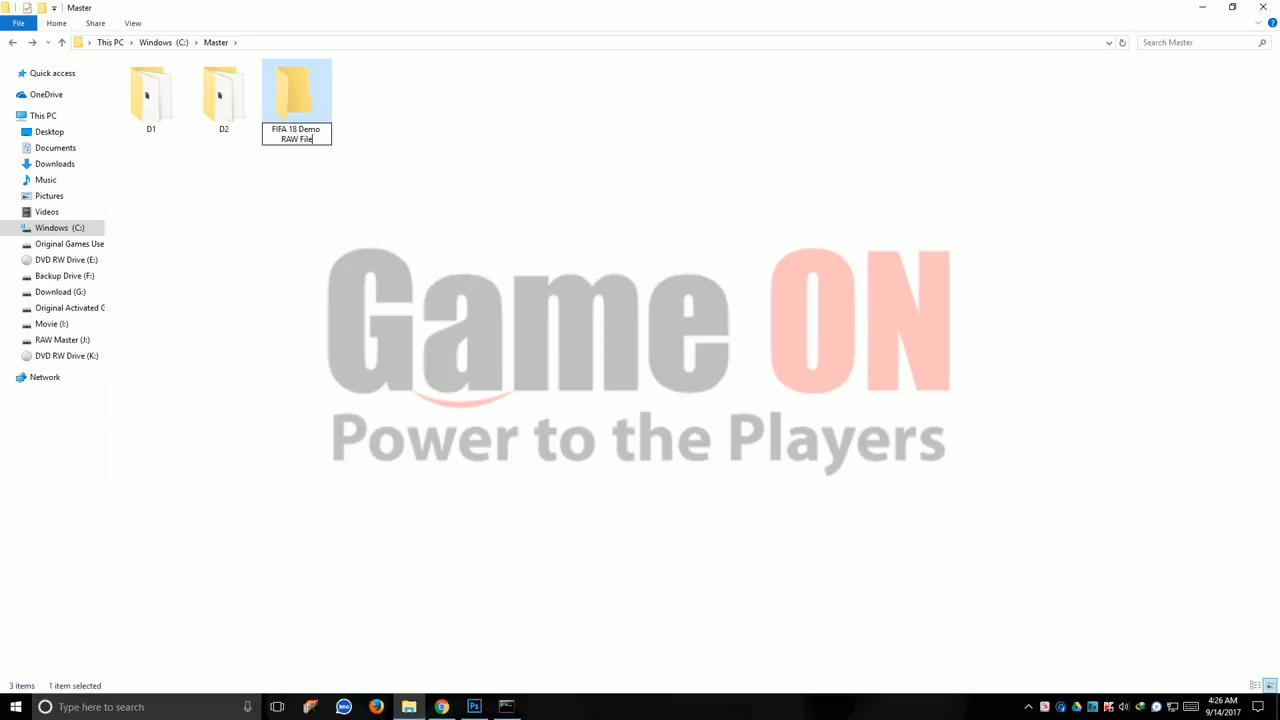 Master
File
Home
Share
View
This PC
Windows (C:)
Master
Search Master
Quick access
OneDrive
This PC
Desktop
Documents
Downloads
Music
Pictures
Videos
Windows (C:)
Original Games Use
DVD RW Drive (E:)
Backup Drive (F:)
Download (G:)
Original Activated G
Movie (I:)
RAW Master (J:)
DVD RW Drive (K:)
Network
D1
D2
FIFA 18 Demo
RAW File
Game ON
Power to the Players
3 items
1 item selected
Type here to search
imo
Ps
4:26 AM
9/14/2017